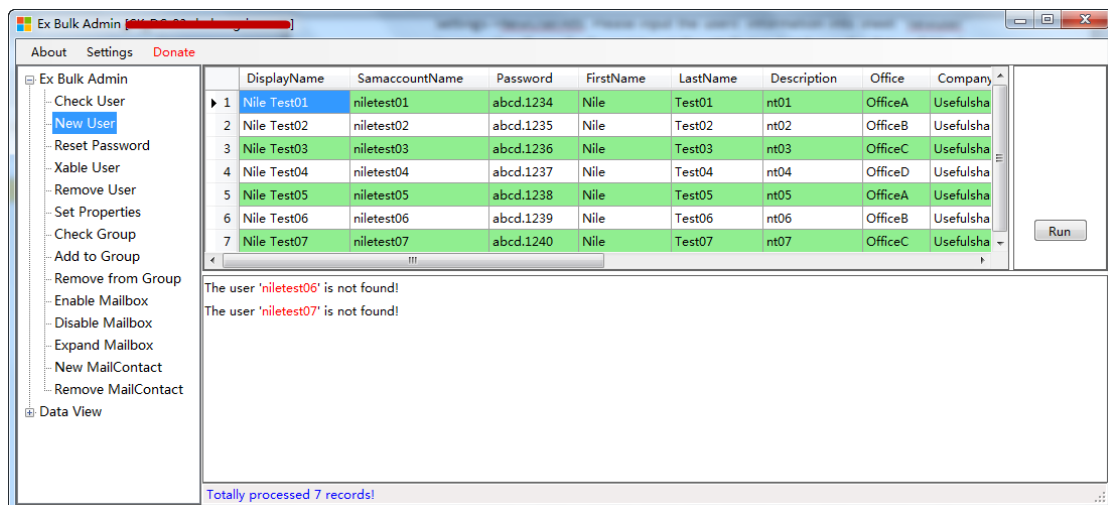 Ex Bulk Admin [
]
About Settings Donate
Ex Bulk Admin
Check User
New User
Reset Password
Xable User
Remove User
Set Properties
Check Group
Add to Group
Remove from Group
Enable Mailbox
Disable Mailbox
Expand Mailbox
New MailContact
Remove MailContact
Data View
DisplayName SamaccountName Password FirstName LastName Description Office Company
1 Nile Test01 niletest01 abcd.1234 Nile Test01 nt01 OfficeA Usefulsha
2 Nile Test02 niletest02 abcd.1235 Nile Test02 nt02 OfficeB Usefulsha
3 Nile Test03 niletest03 abcd.1236 Nile Test03 nt03 OfficeC Usefulsha
4 Nile Test04 niletest04 abcd.1237 Nile Test04 nt04 OfficeD Usefulsha
5 Nile Test05 niletest05 abcd.1238 Nile Test05 nt05 OfficeA Usefulsha
6 Nile Test06 niletest06 abcd.1239 Nile Test06 nt06 OfficeB Usefulsha
7 Nile Test07 niletest07 abcd.1240 Nile Test07 nt07 OfficeC Usefulsha
Run
The user 'niletest06' is not found!
The user 'niletest07' is not found!
Totally processed 7 records!